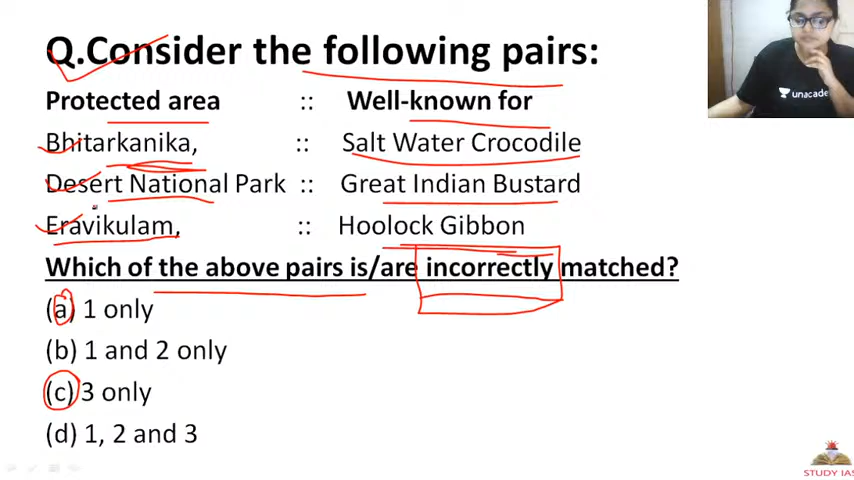 Q.Consider the following pairs:
Protected area :: Well-known for
Bhitarkanika, :: Salt Water Crocodile
Desert National Park :: Great Indian Bustard
Eravikulam, :: Hoolock Gibbon
Which of the above pairs is/are incorrectly matched?
(a) 1 only
(b) 1 and 2 only
(c) 3 only
(d) 1, 2 and 3
unacade
STUDY IAS